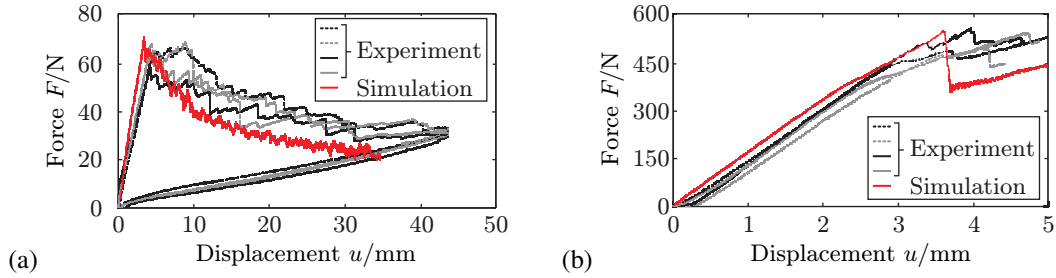 80
60
40
20
0
0 10 20 30 40 50
Force F/N
Displacement u/mm
Experiment
Simulation
(a)
600
450
300
150
0
0 1 2 3 4 5
Force F/N
Displacement u/mm
Experiment
Simulation
(b)